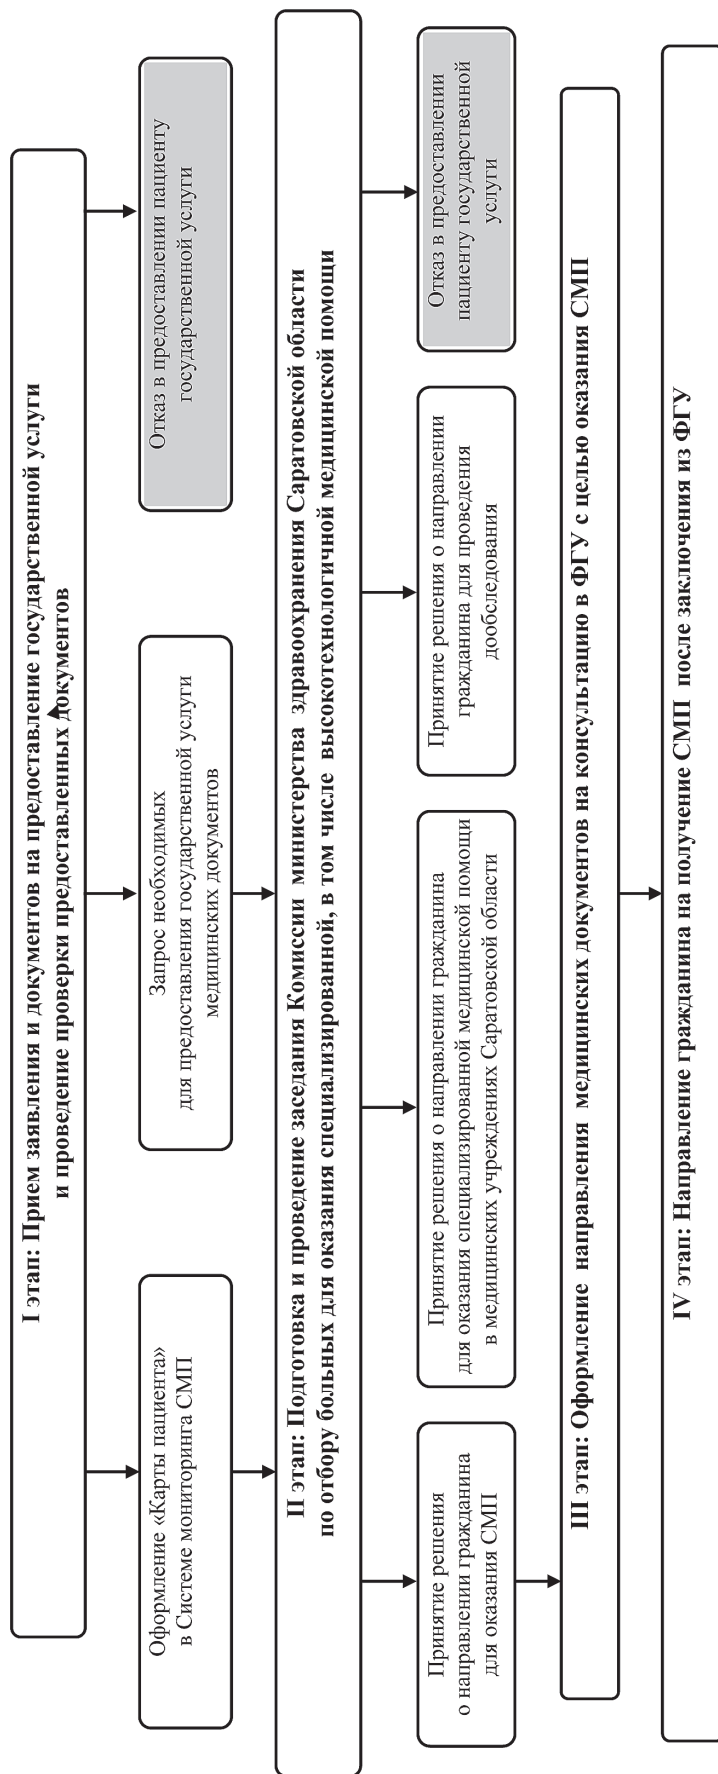 I этап: Прием заявления и документов на предоставление государственной услуги
и проведение проверки предоставленных документов
Оформление «Карты пациента»
в Системе мониторинга СМП
Запрос необходимых
для предоставления государственной услуги
медицинских документов
Отказ в предоставлении пациенту
государственной услуги
II этап: Подготовка и проведение заседания Комиссии министерства здравоохранения Саратовской области
по отбору больных для оказания специализированной, в том числе высокотехнологичной медицинской помощи
Принятие решения
о направлении гражданина
для оказания СМП
Принятие решения о направлении гражданина
для оказания специализированной медицинской помощи
в медицинских учреждениях Саратовской области
Принятие решения о направлении
гражданина для проведения
дообследования
Отказ в предоставлении
пациенту государственной
услуги
III этап: Оформление направления медицинских документов на консультацию в ФГУ с целью оказания СМП
IV этап: Направление гражданина на получение СМП после заключения из ФГУ